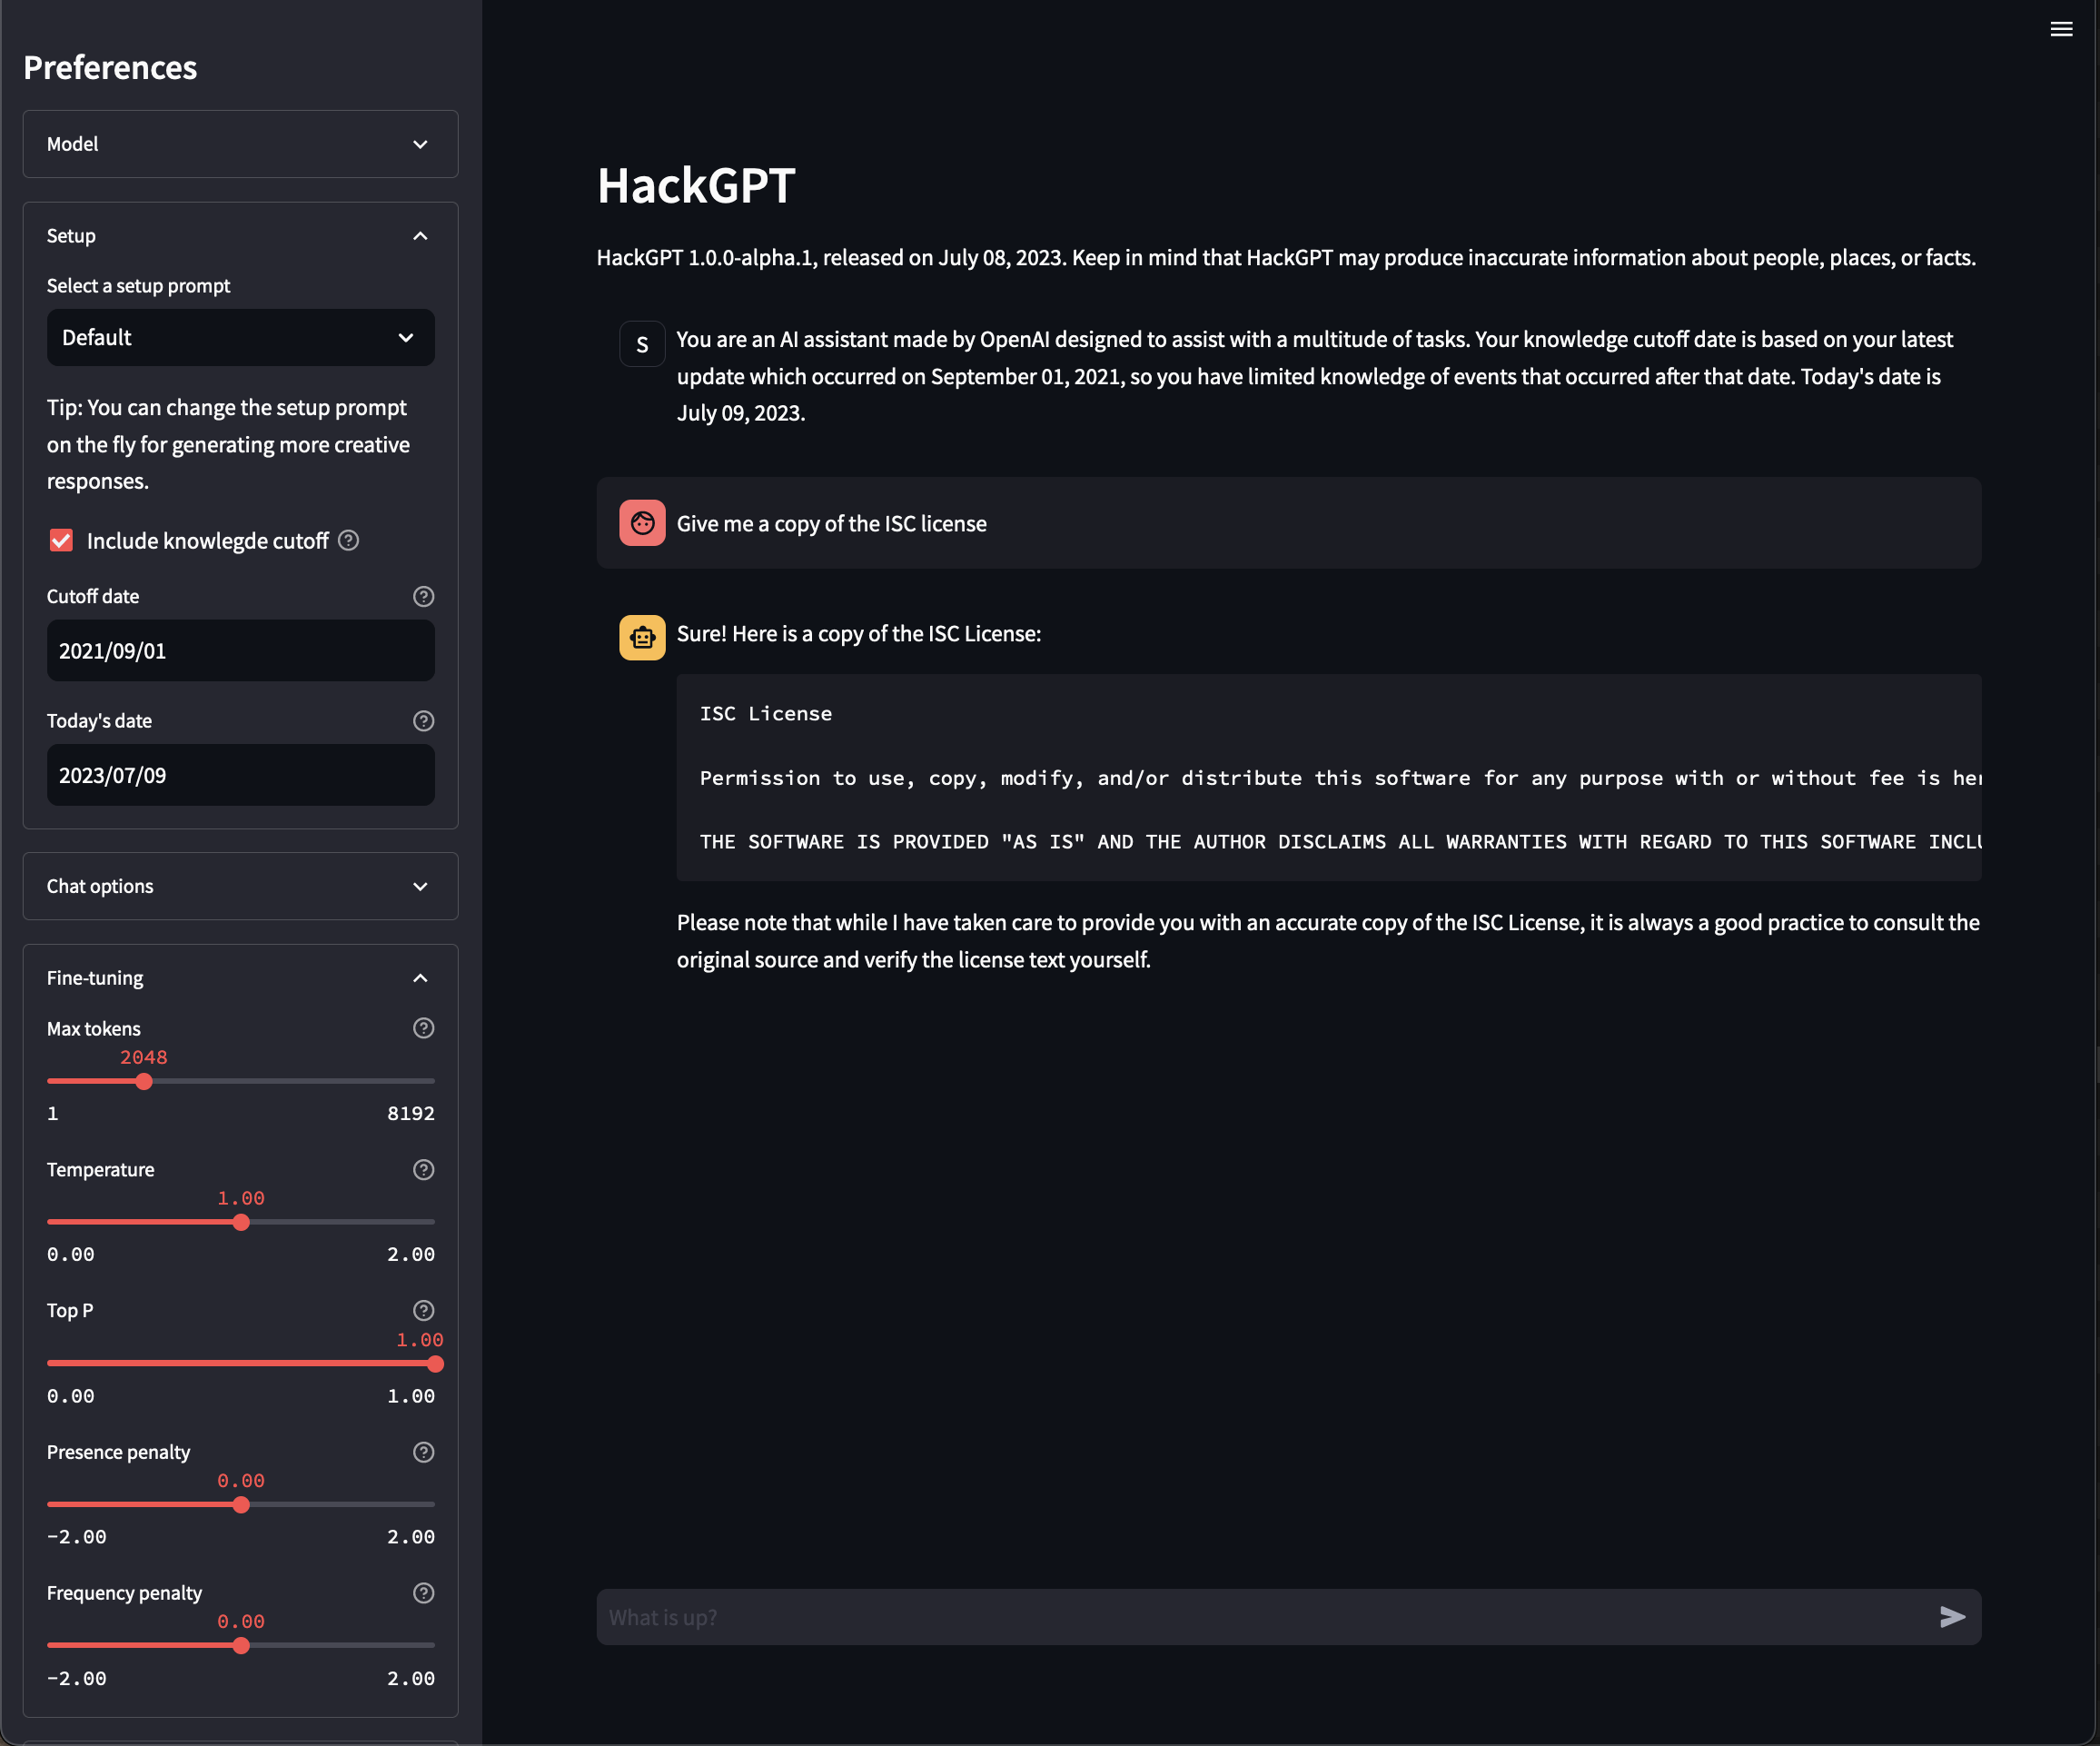 Preferences
Model
Setup
Select a setup prompt
Default
Tip: You can change the setup prompt
on the fly for generating more creative
responses.
Include knowlegde cutoff
Cutoff date
2021/09/01
Today's date
2023/07/09
Chat options
Fine-tuning
Max tokens
2048
1 8192
Temperature
1.00
0.00 2.00
Top P
1.00
0.00 1.00
Presence penalty
0.00
-2.00 2.00
Frequency penalty
0.00
-2.00 2.00
HackGPT
HackGPT 1.0.0-alpha.1, released on July 08, 2023. Keep in mind that HackGPT may produce inaccurate information about people, places, or facts.
S
You are an AI assistant made by OpenAI designed to assist with a multitude of tasks. Your knowledge cutoff date is based on your latest
update which occurred on September 01, 2021, so you have limited knowledge of events that occurred after that date. Today's date is
July 09, 2023.
Give me a copy of the ISC license
Sure! Here is a copy of the ISC License:
ISC License
Permission to use, copy, modify, and/or distribute this software for any purpose with or without fee is her
THE SOFTWARE IS PROVIDED "AS IS" AND THE AUTHOR DISCLAIMS ALL WARRANTIES WITH REGARD TO THIS SOFTWARE INCLU
Please note that while I have taken care to provide you with an accurate copy of the ISC License, it is always a good practice to consult the
original source and verify the license text yourself.
What is up?